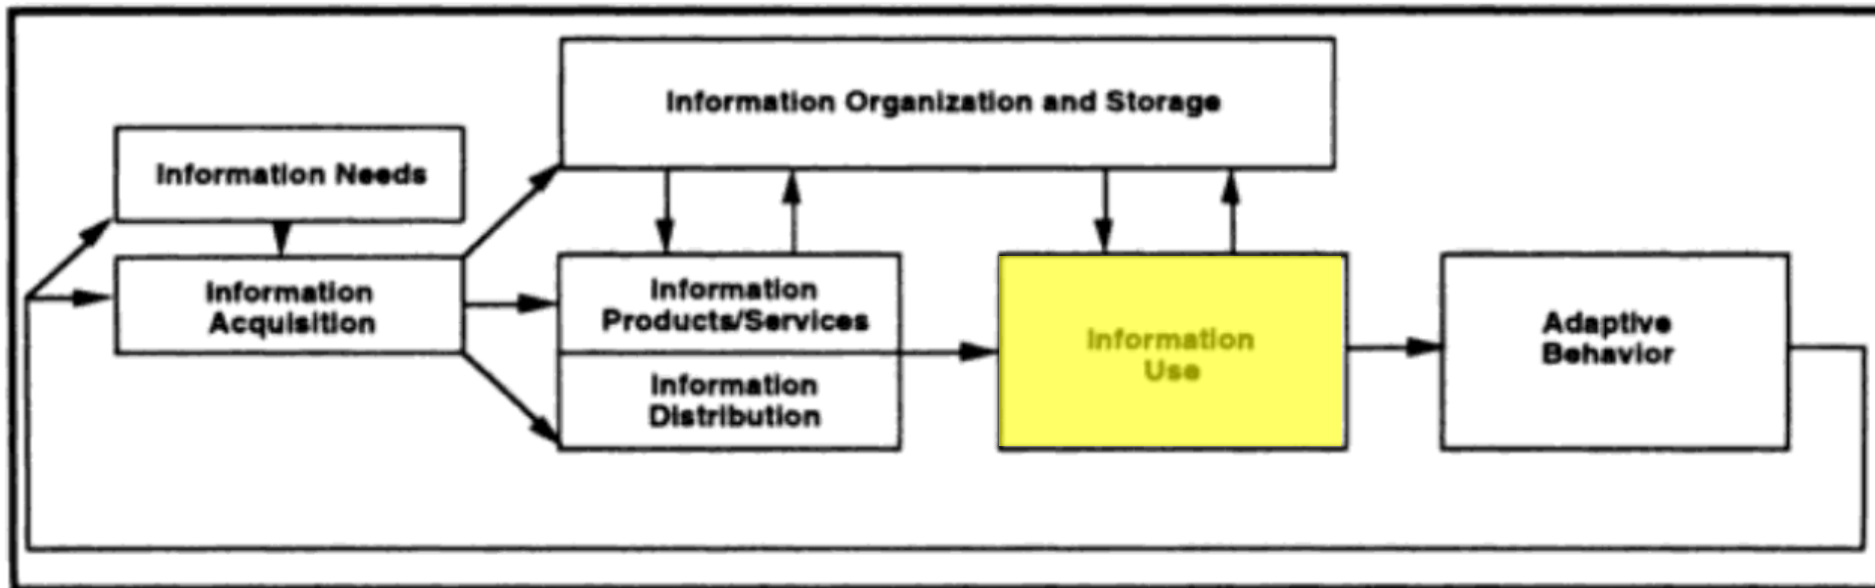 Information Organization and Storage
Information Needs
Information
Acquisition
Information
Products/Services
Information
Distribution
Information
Use
Adaptive
Behavior